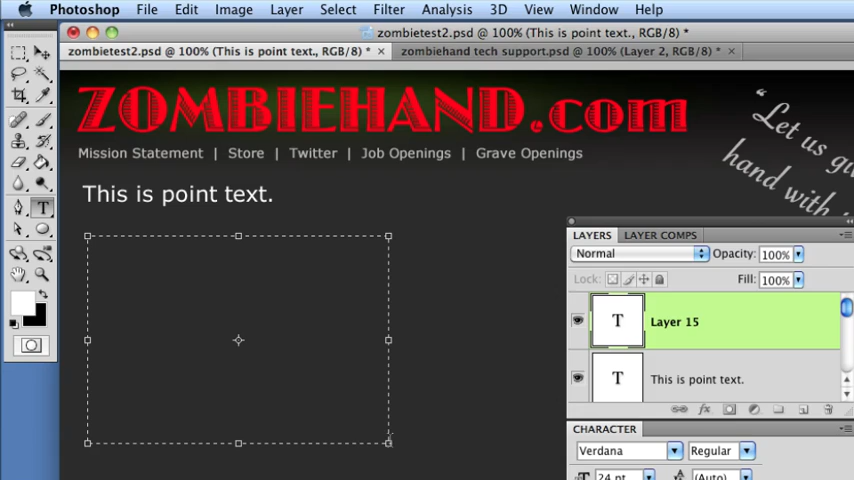 Photoshop File Edit Image Layer Select Filter Analysis 3D View Window Help
zombietest2.psd @ 100% (This is point text., RGB/8) *
zombietest2.psd @ 100% (This is point text., RGB/8) * zombiehand tech support.psd @ 100% (Layer 2, RGB/8) *
ZOMBIEHAND.com
Mission Statement | Store | Twitter | Job Openings | Grave Openings
“Let us
hand with
This is point text.
LAYERS LAYER COMPS
Normal Opacity: 100%
Lock: Fill: 100%
T Layer 15
T This is point text.
fx
CHARACTER
Verdana Regular
24 pt (Auto)